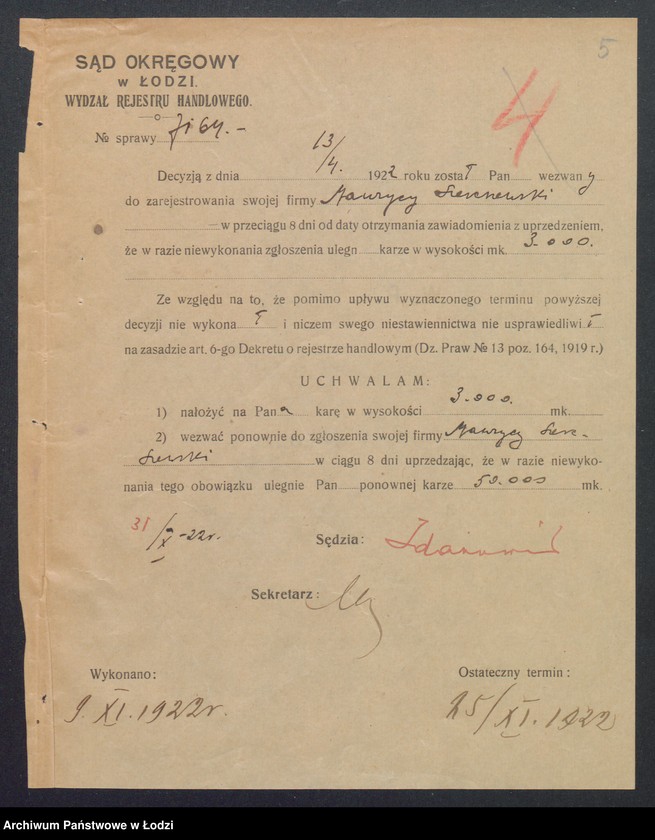 5
SĄD OKRĘGOWY
w ŁODZI.
WYDZIAŁ REJESTRU HANDLOWEGO.
4
№ sprawy
13/4.
Decyzją z dnia 1922 roku został Pan wezwany
do zarejestrowania swojej firmy Maurycy
w przeciągu 8 dni od daty otrzymania zawiadomienia z uprzedzeniem,
że w razie niewykonania zgłoszenia ulegn karze w wysokości mk. 3.000.
Ze względu na to, że pomimo upływu wyznaczonego terminu powyższej
decyzji nie wykonał i niczem swego niestawiennictwa nie usprawiedliwił
na zasadzie art. 6-go Dekretu o rejestrze handlowym (Dz. Praw № 13 poz. 164, 1919 r.)
UCHWALAM:
1) nałożyć na Pana karę w wysokości 3.000. mk.
2) wezwać ponownie do zgłoszenia swojej firmy Maurycy
w ciągu 8 dni uprzedzając, że w razie niewyko-
nania tego obowiązku ulegnie Pan ponownej karze 50.000 mk.
31/X-22r.
Sędzia:
Sekretarz:
Wykonano:
Ostateczny termin:
9. XI. 1922r.
25/XI. 1922
Archiwum Państwowe w Łodzi